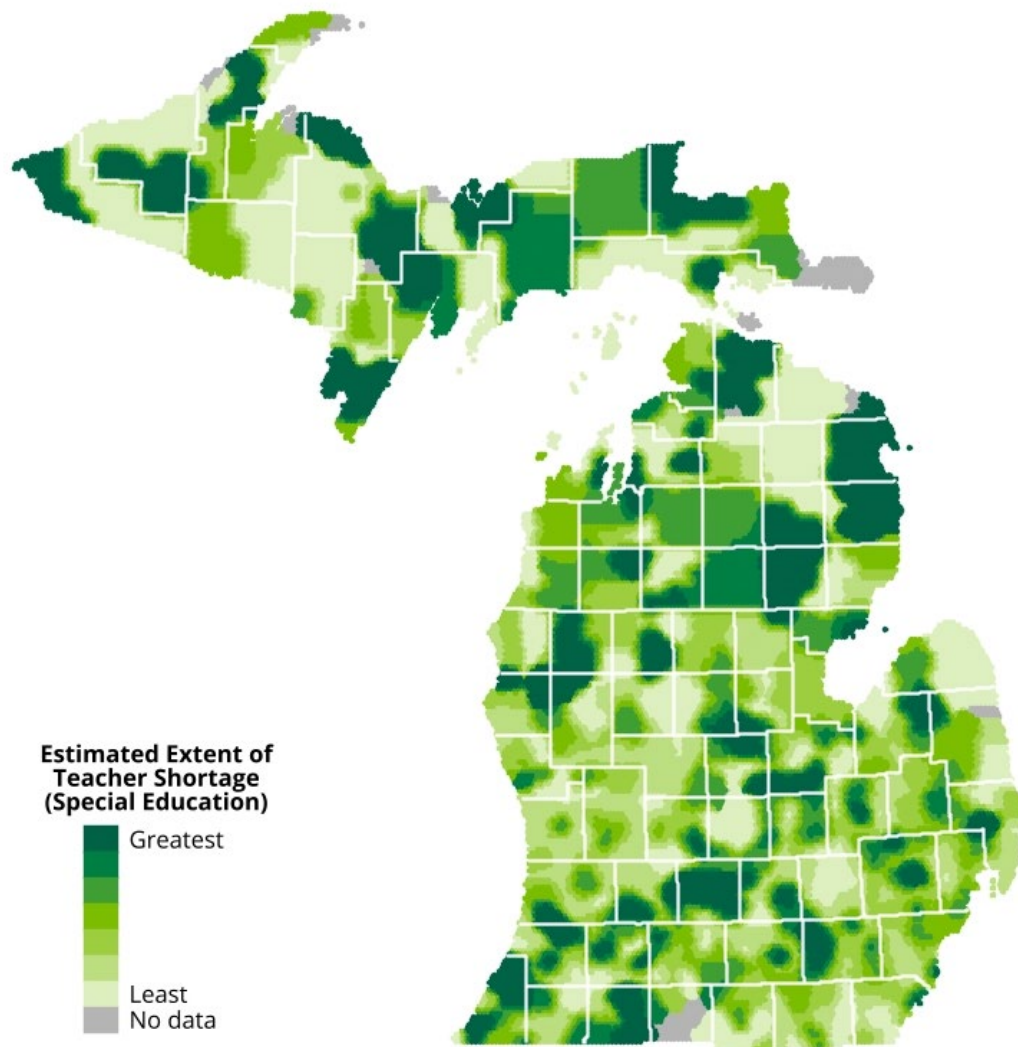 Estimated Extent of
Teacher Shortage
(Special Education)
Greatest
Least
No data